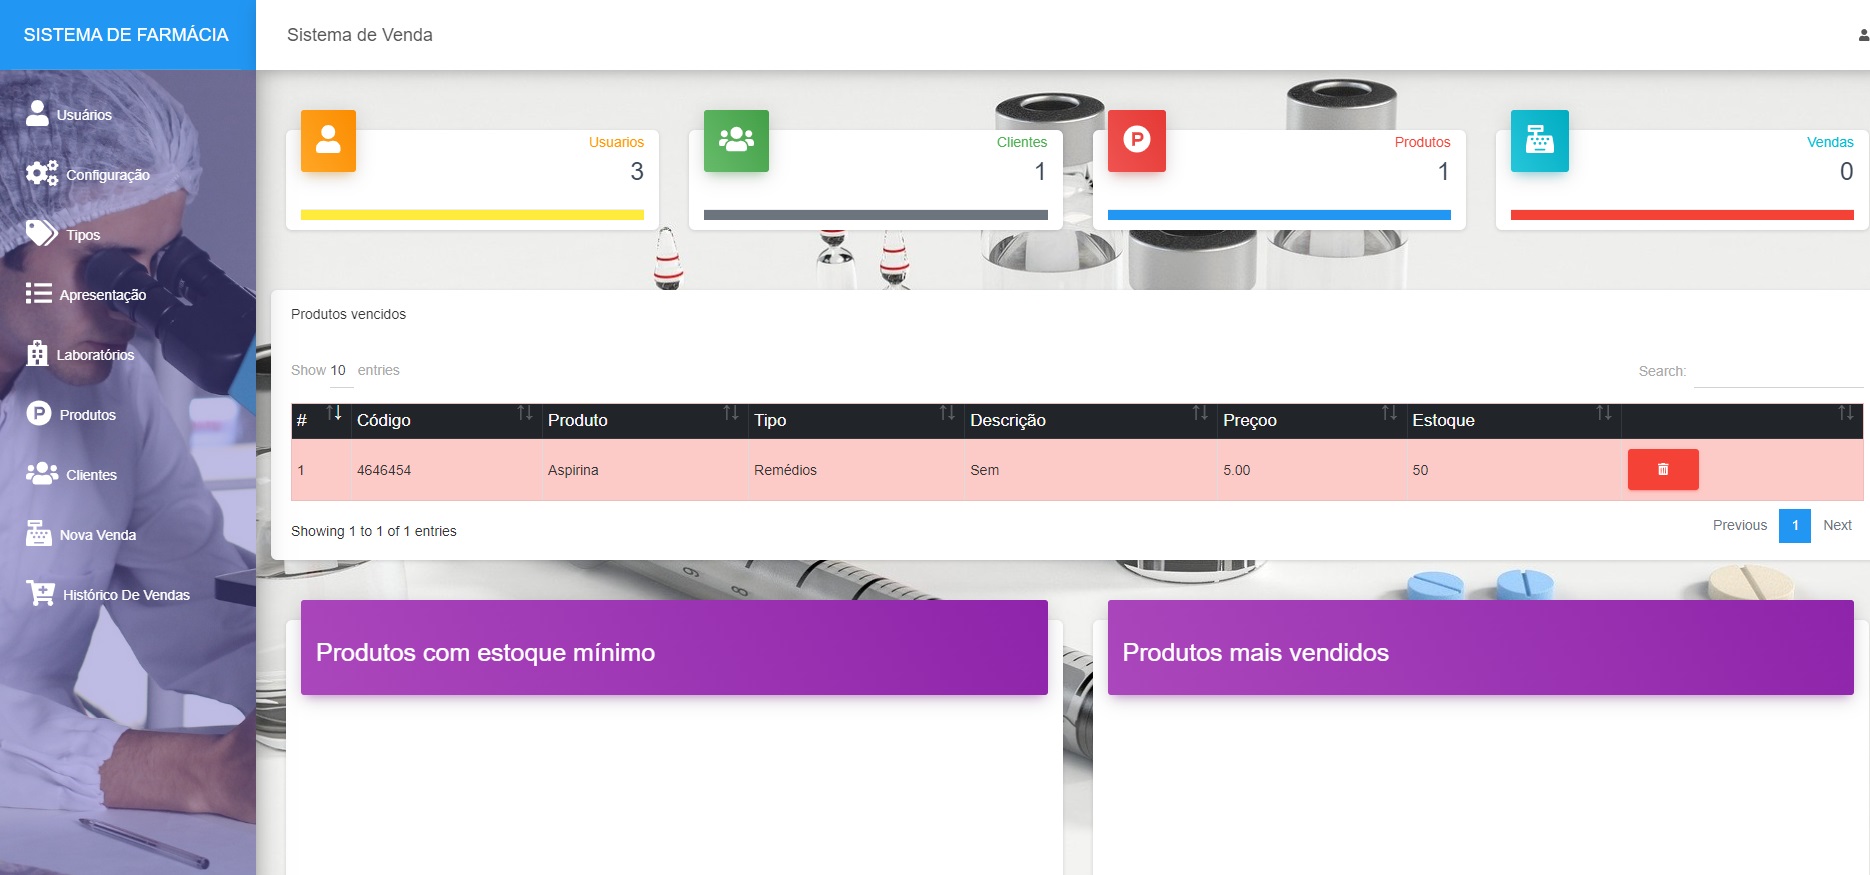 SISTEMA DE FARMÁCIA
Sistema de Venda
Usuários
Configuração
Tipos
Apresentação
Laboratórios
Produtos
Clientes
Nova Venda
Histórico De Vendas
Usuarios
3
Clientes
1
Produtos
1
Vendas
0
Produtos vencidos
Show 10 entries
Search:
# Código Produto Tipo Descrição Preçoo Estoque
1 4646454 Aspirina Remédios Sem 5.00 50
Showing 1 to 1 of 1 entries
Previous 1 Next
9 8
Produtos com estoque mínimo
Produtos mais vendidos